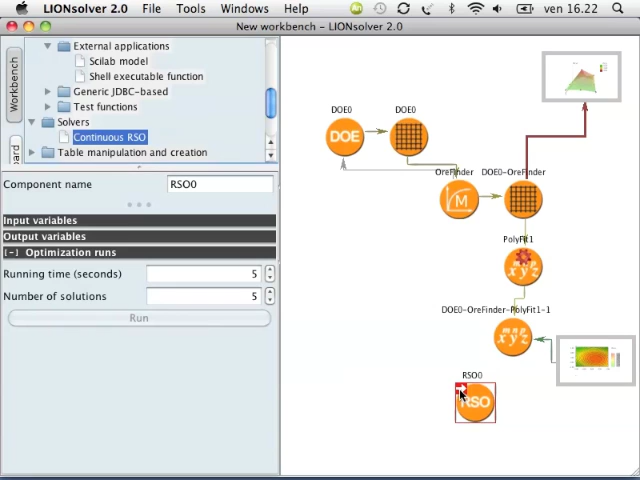 LIONsolver 2.0 File Tools Windows Help ven 16.22
New workbench – LIONsolver 2.0
Workbench
External applications
Scilab model
Shell executable function
Generic JDBC-based
Test functions
Solvers
Continuous RSO
Table manipulation and creation
Component name RSO0
Input variables
Output variables
[-] Optimization runs
Running time (seconds) 5
Number of solutions 5
Run
DOE0 DOE0
DOE
OreFinder DOE0-OreFinder
M
PolyFit1
xyz
DOE0-OreFinder-PolyFit1-1
xyz
RSO0
RSO